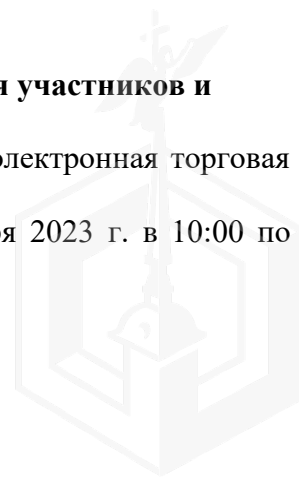 участников и
электронная торговая
2023 г. в 10:00 по